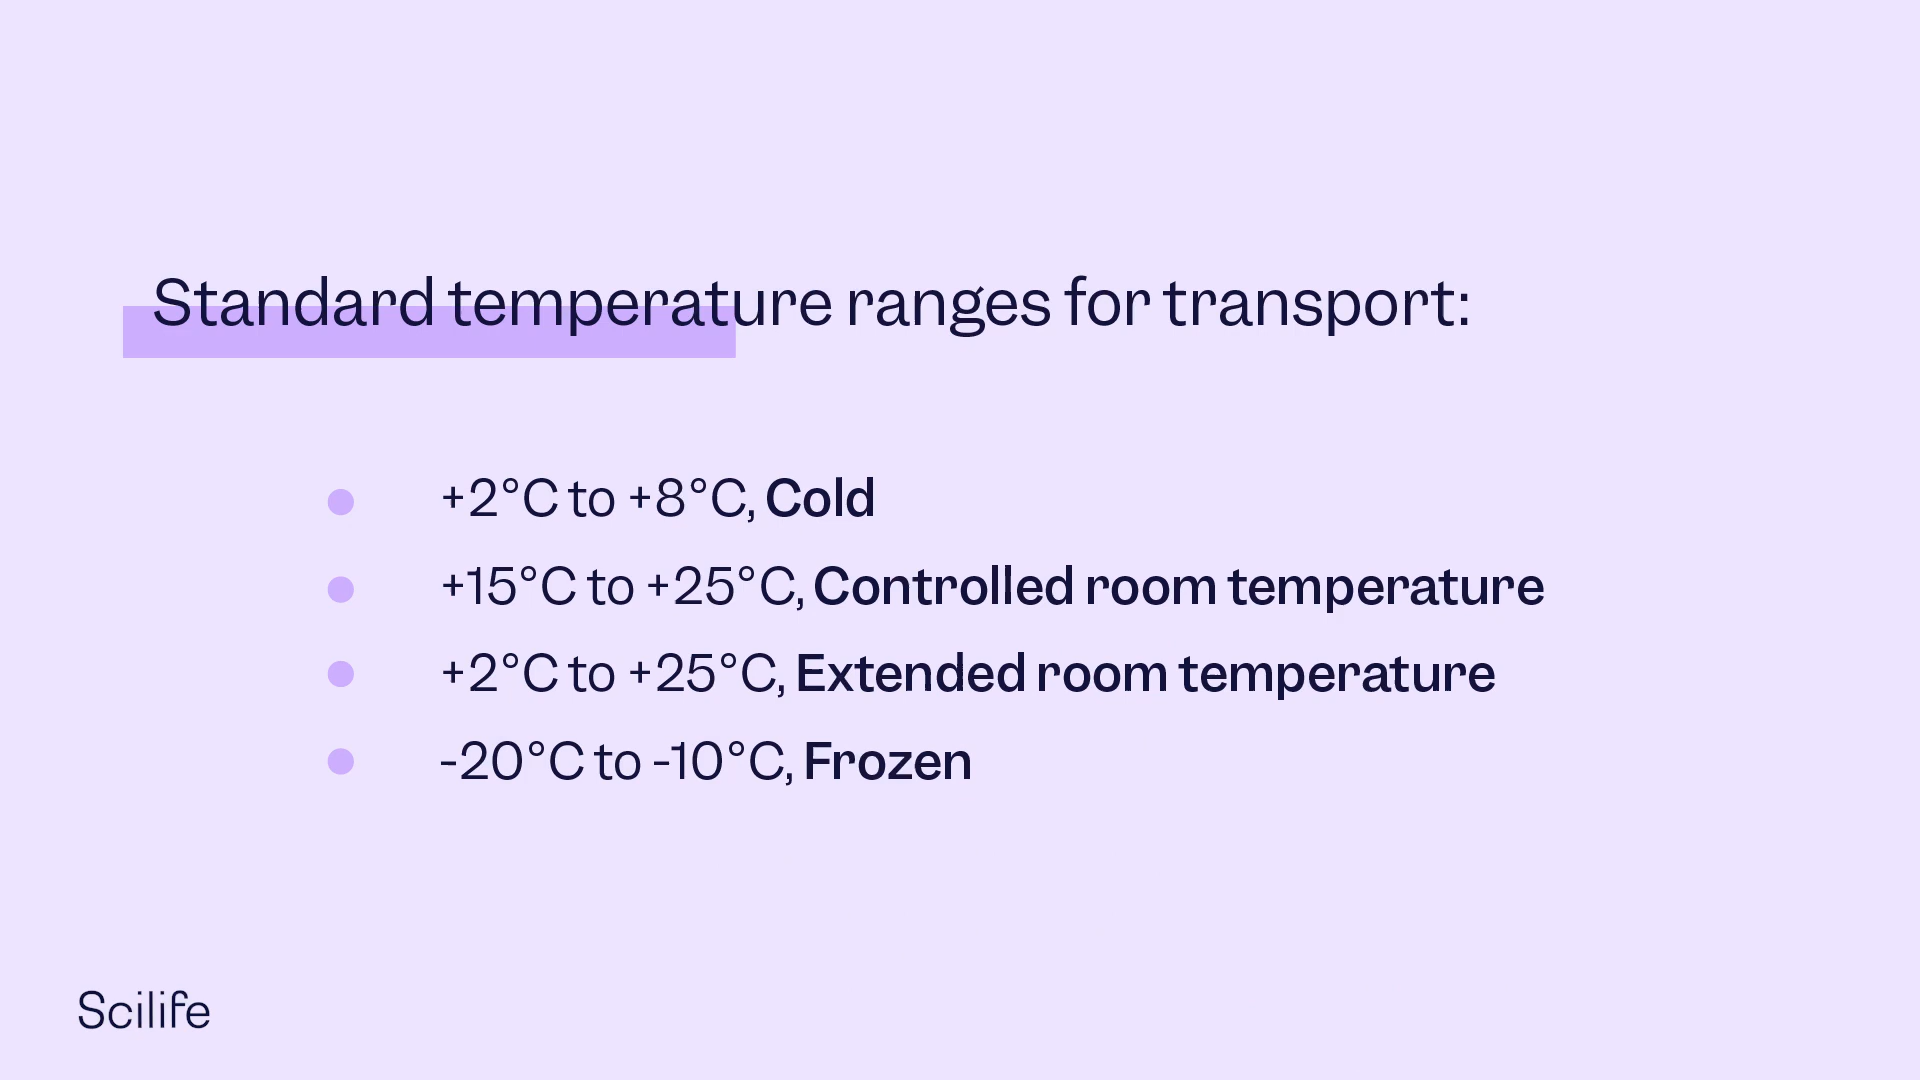 Standard temperature ranges for transport:
+2°C to +8°C, Cold
+15°C to +25°C, Controlled room temperature
+2°C to +25°C, Extended room temperature
-20°C to -10°C, Frozen
Scilife